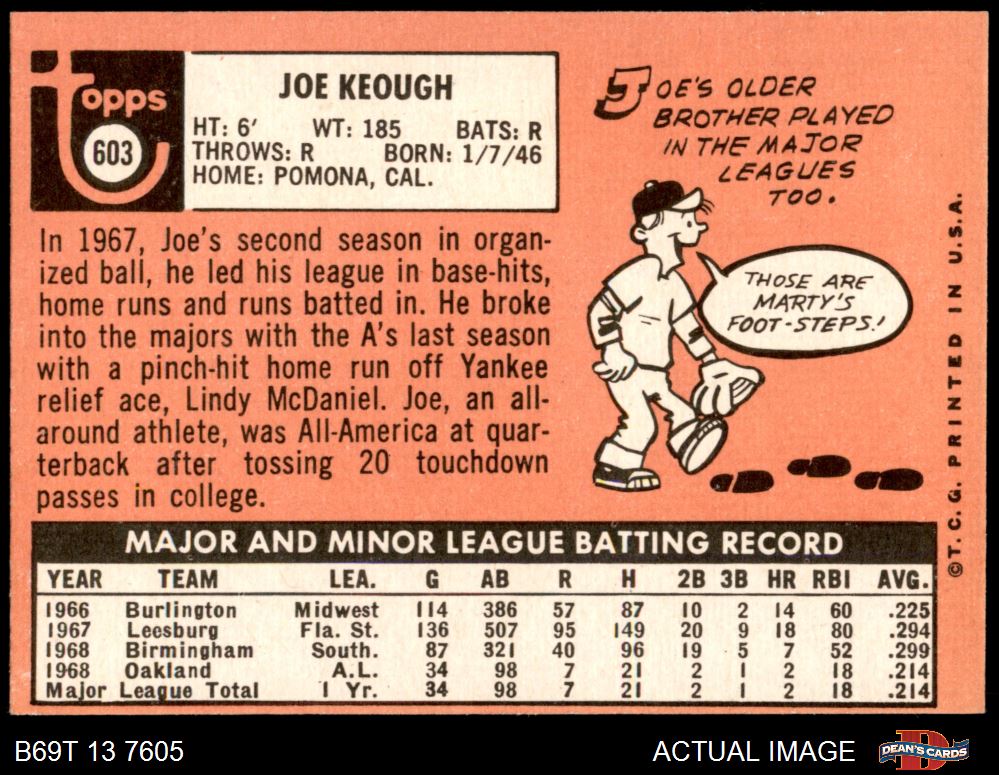 topps
603
JOE KEOUGH
HT: 6' WT: 185 BATS: R
THROWS: R BORN: 1/7/46
HOME: POMONA, CAL.
JOE'S OLDER
BROTHER PLAYED
IN THE MAJOR
LEAGUES
TOO.
THOSE ARE
MARTY'S
FOOT-STEPS!
In 1967, Joe's second season in organ-
ized ball, he led his league in base-hits,
home runs and runs batted in. He broke
into the majors with the A's last season
with a pinch-hit home run off Yankee
relief ace, Lindy McDaniel. Joe, an all-
around athlete, was All-America at quar-
terback after tossing 20 touchdown
passes in college.
©T. C. G. PRINTED IN U.S.A.
MAJOR AND MINOR LEAGUE BATTING RECORD
YEAR TEAM LEA. G AB R H 2B 3B HR RBI AVG.
1966 Burlington Midwest 114 386 57 87 10 2 14 60 .225
1967 Leesburg Fla. St. 136 507 95 149 20 9 18 80 .294
1968 Birmingham South. 87 321 40 96 19 5 7 52 .299
1968 Oakland A.L. 34 98 7 21 2 1 2 18 .214
Major League Total 1 Yr. 34 98 7 21 2 1 2 18 .214
B69T 13 7605 ACTUAL IMAGE DEAN'S CARDS